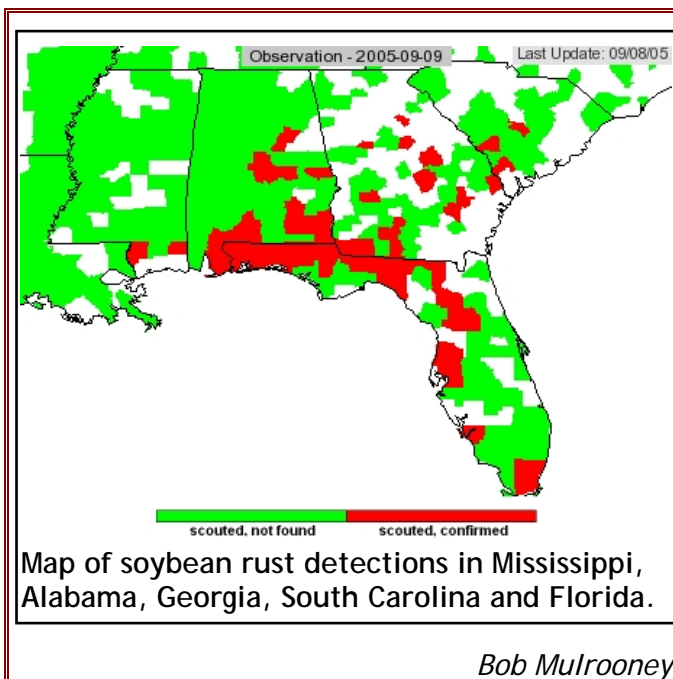 Observation - 2005-09-09
Last Update: 09/08/05
scouted, not found
scouted, confirmed
Map of soybean rust detections in Mississippi,
Alabama, Georgia, South Carolina and Florida.
Bob Mulrooney